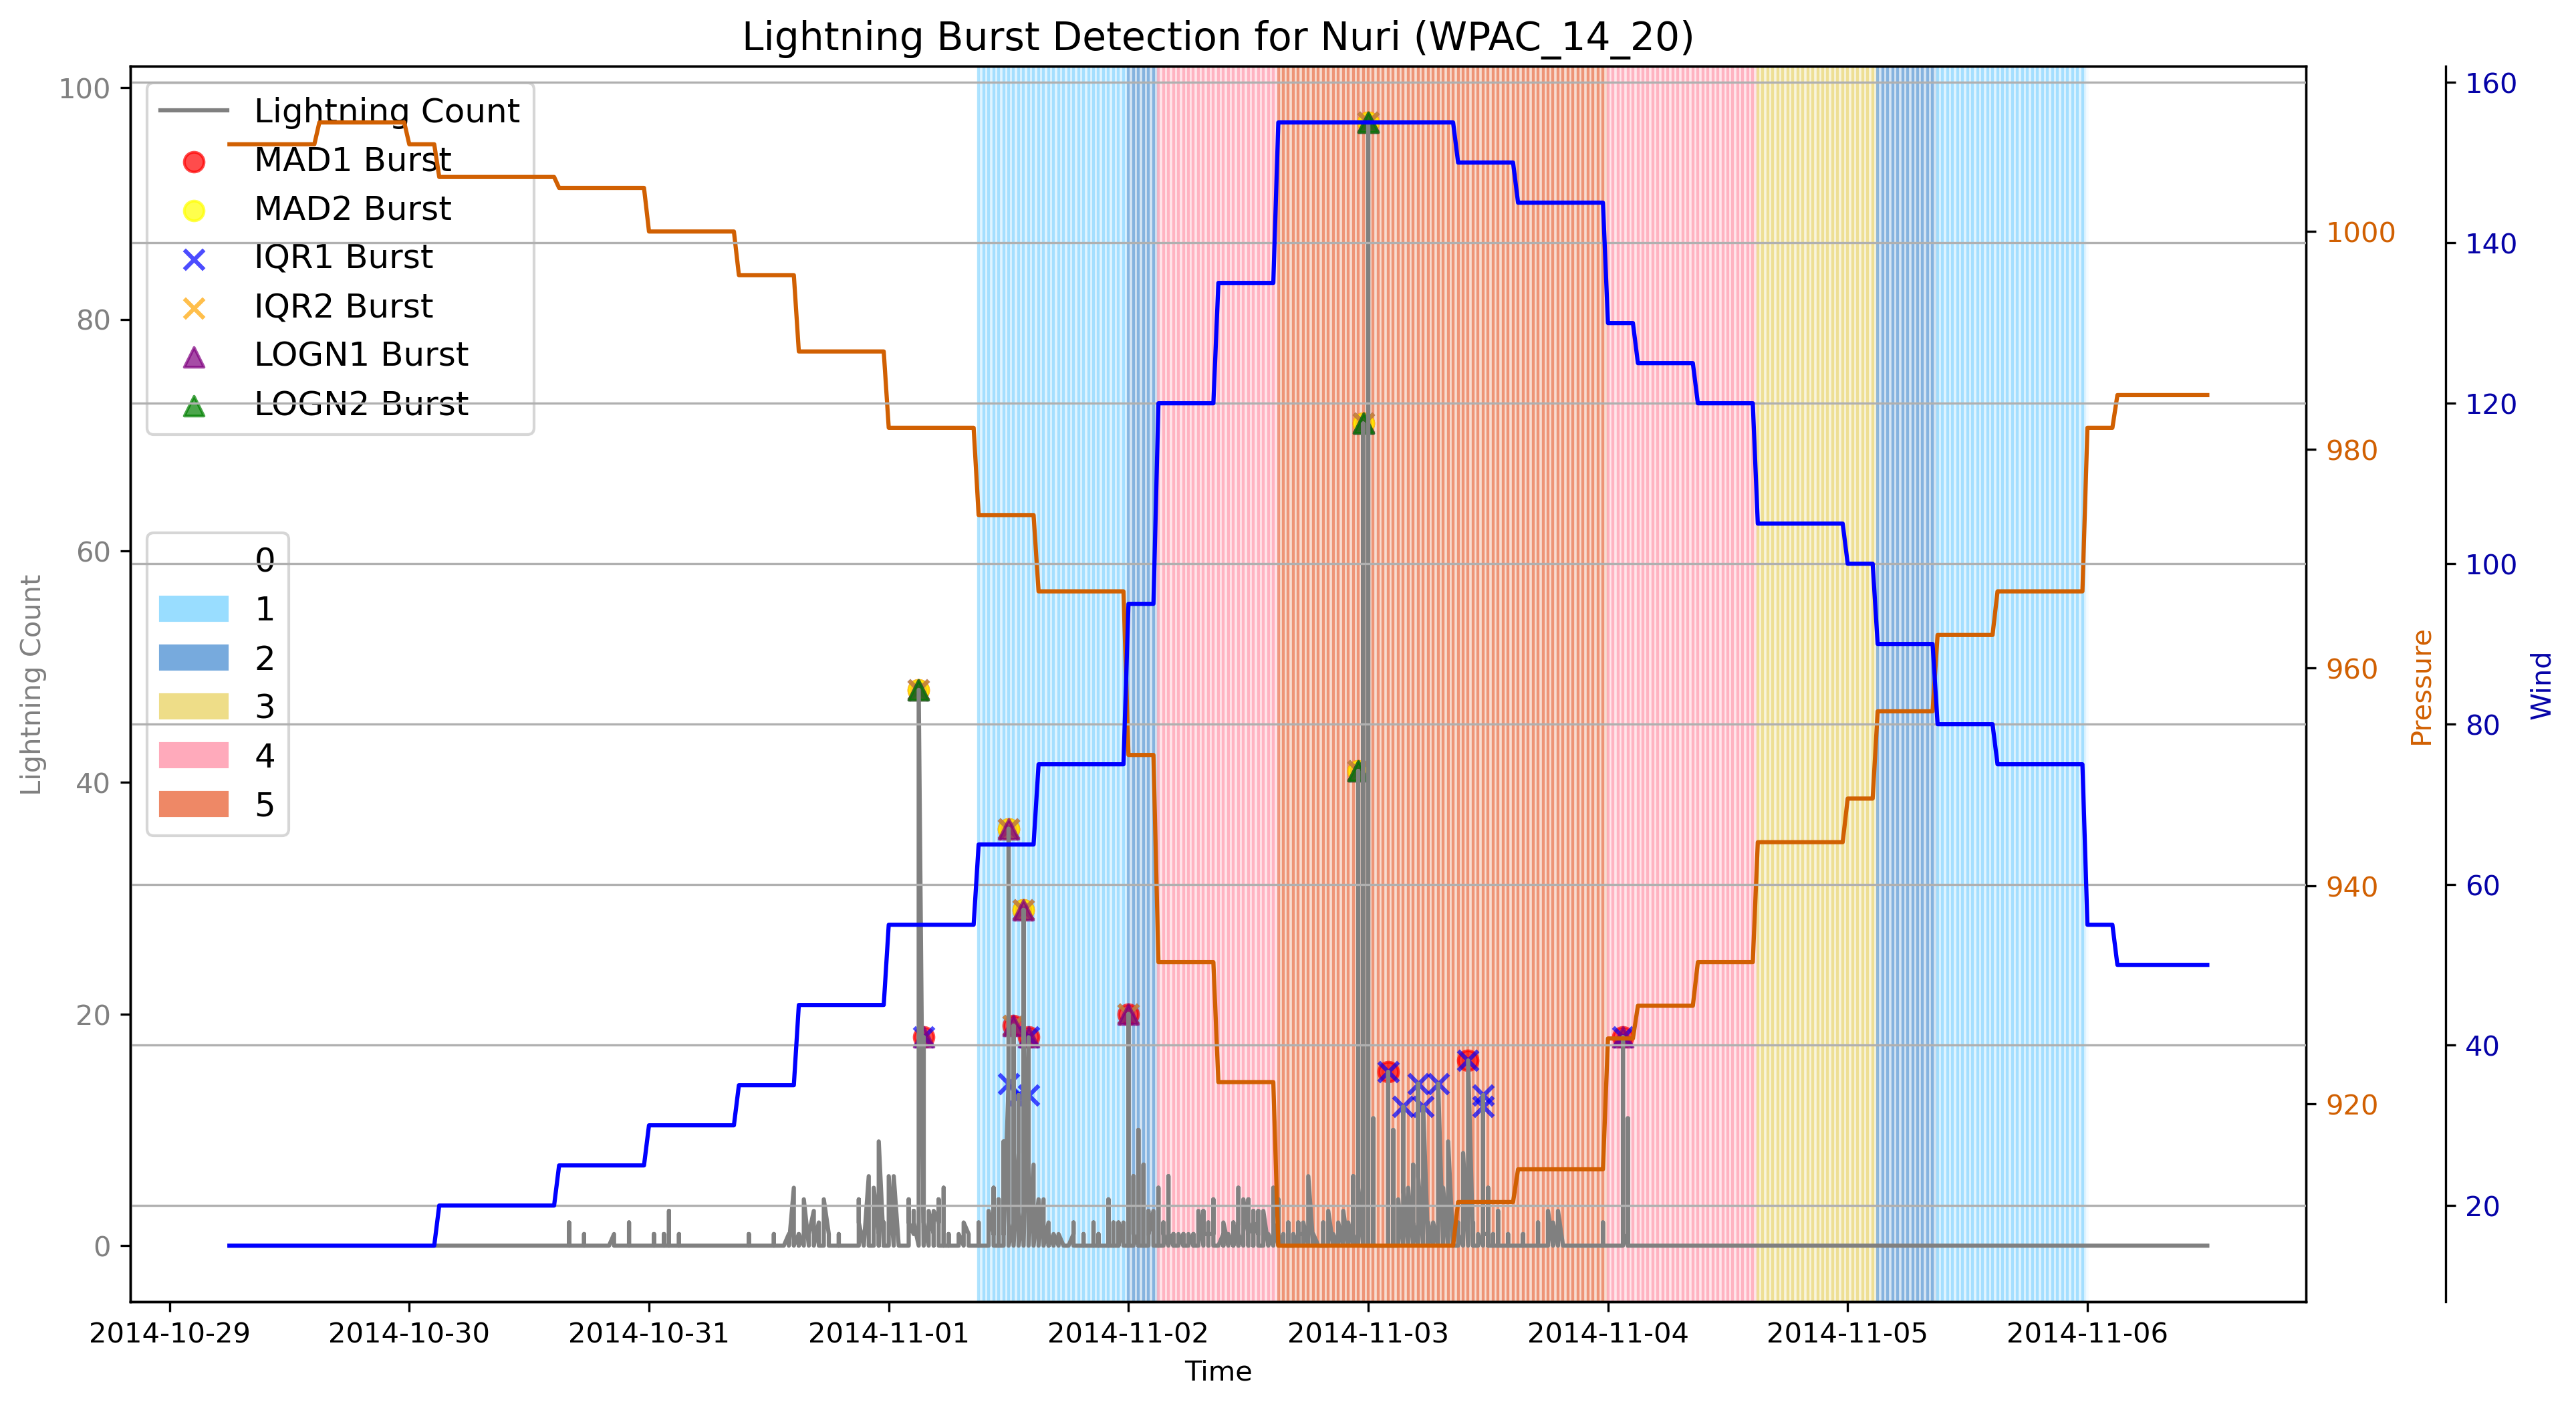 Lightning Burst Detection for Nuri (WPAC_14_20)
Lightning Count
MAD1 Burst
MAD2 Burst
IQR1 Burst
IQR2 Burst
LOGN1 Burst
LOGN2 Burst
0
1
2
3
4
5
100
80
60
40
20
0
Lightning Count
1000
980
960
940
920
Pressure
160
140
120
100
80
60
40
20
Wind
2014-10-29 2014-10-30 2014-10-31 2014-11-01 2014-11-02 2014-11-03 2014-11-04 2014-11-05 2014-11-06
Time